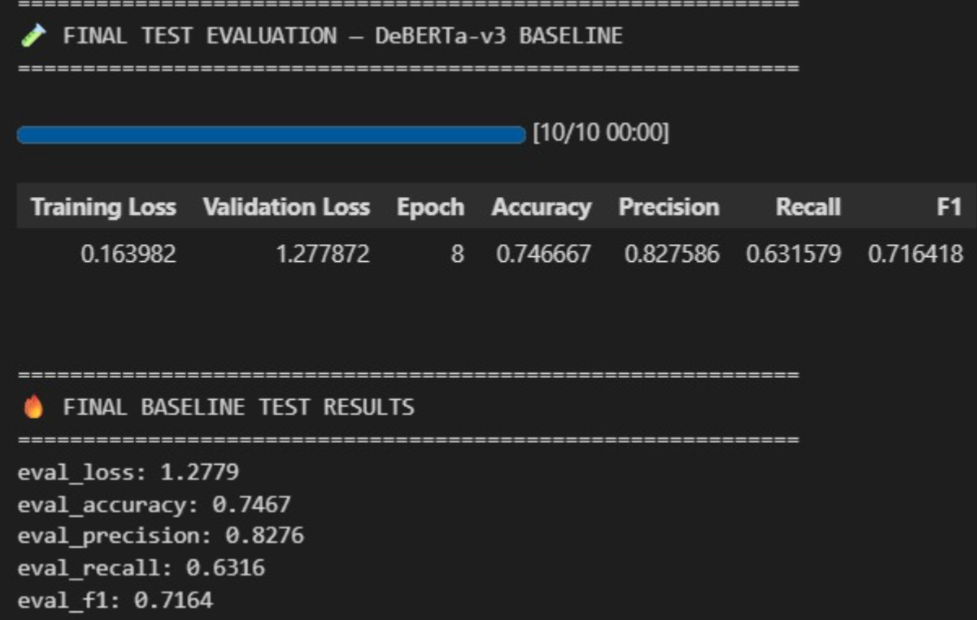 ============================================================
🧪 FINAL TEST EVALUATION — DeBERTa-v3 BASELINE
============================================================
[10/10 00:00]
Training Loss Validation Loss Epoch Accuracy Precision Recall F1
0.163982 1.277872 8 0.746667 0.827586 0.631579 0.716418
============================================================
🔥 FINAL BASELINE TEST RESULTS
============================================================
eval_loss: 1.2779
eval_accuracy: 0.7467
eval_precision: 0.8276
eval_recall: 0.6316
eval_f1: 0.7164